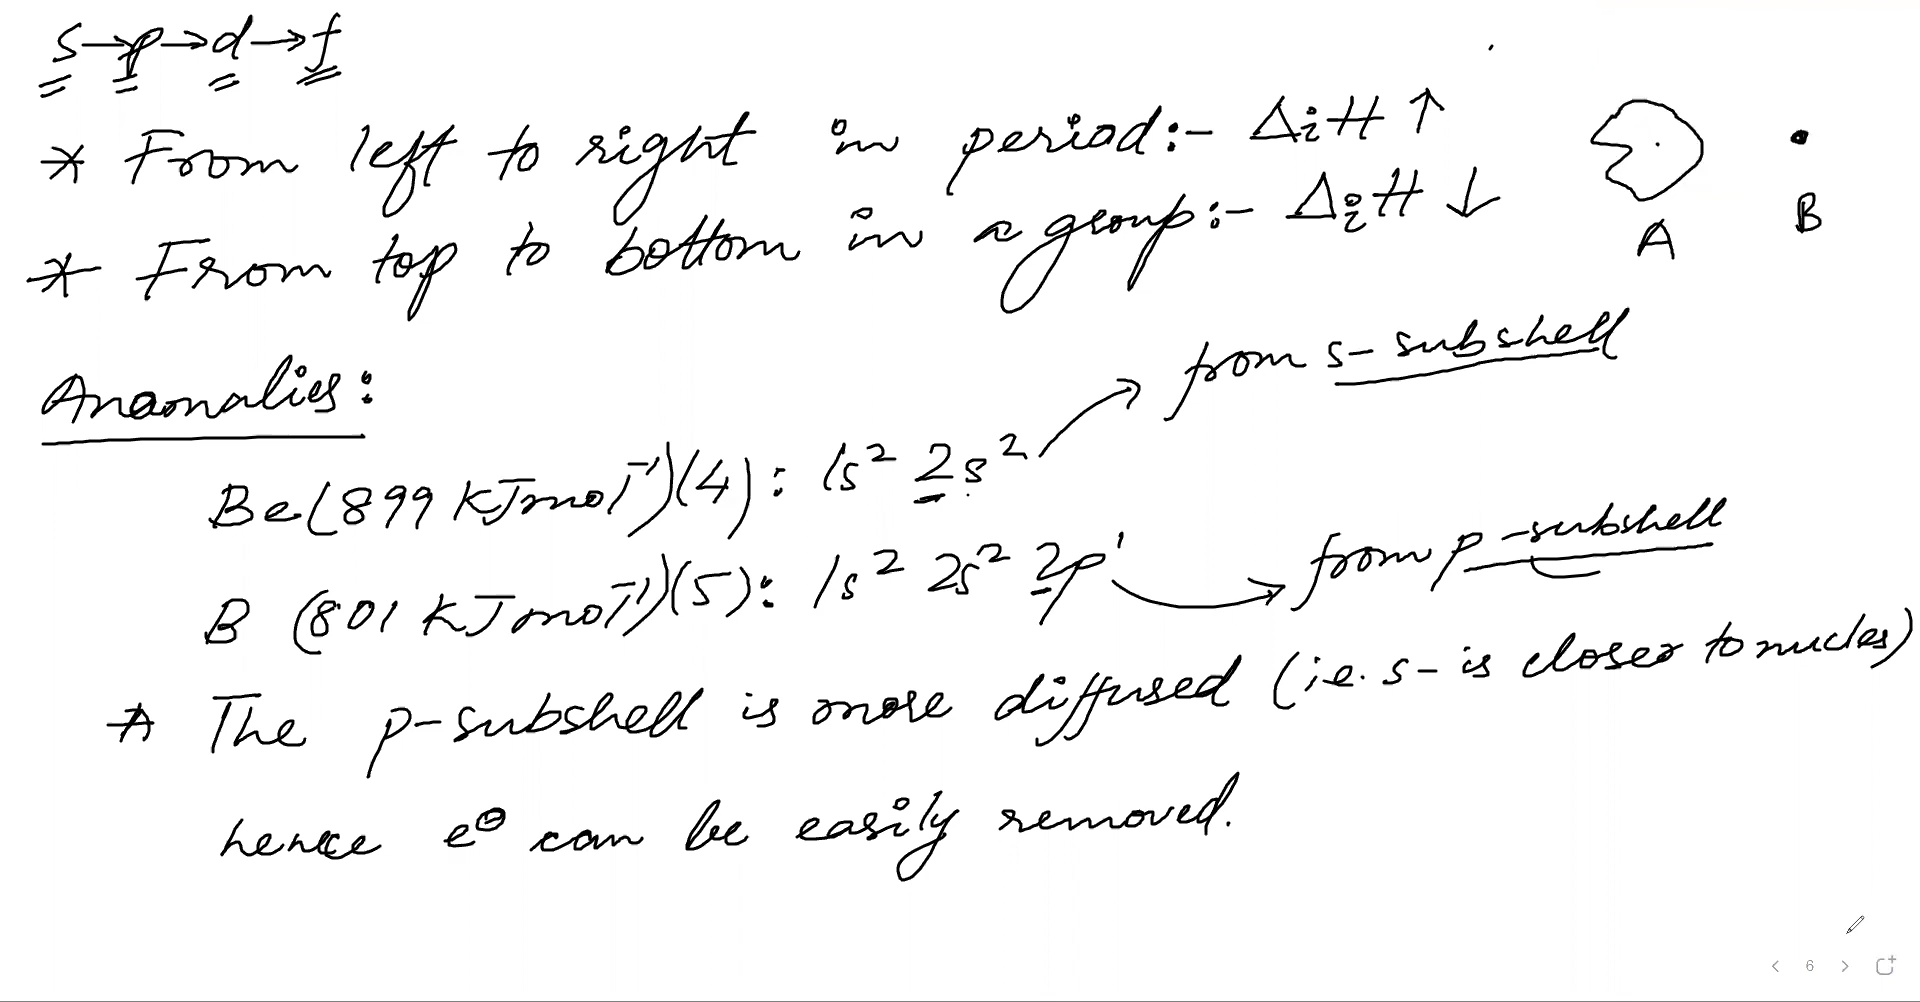 s→p→d→f
* From left to right in period:- ΔiH ↑
* From top to bottom in a group:- ΔiH ↓
A
B
Anomalies:
from s-subshell
Be(899 KJmol⁻¹)(4): 1s² 2s²
B (801 KJmol⁻¹)(5): 1s² 2s² 2p¹
from p-subshell
* The p-subshell is more diffused (i.e. s- is closer to nucles)
hence e⊖ can be easily removed.
6